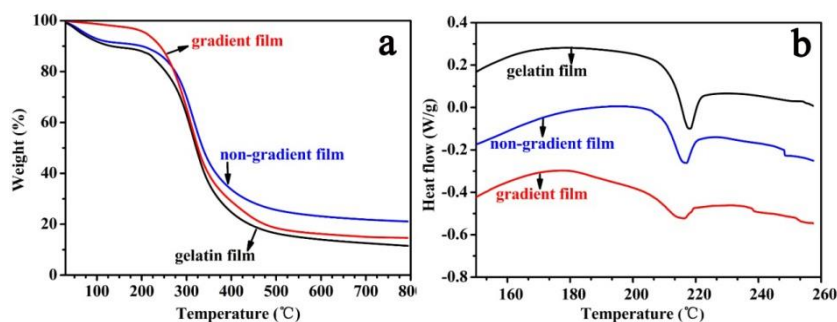 a
gradient film
non-gradient film
gelatin film
Weight (%)
100
80
60
40
20
0
100 200 300 400 500 600 700 800
Temperature (℃)
b
gelatin film
non-gradient film
gradient film
Heat flow (W/g)
0.4
0.2
0.0
-0.2
-0.4
-0.6
-0.8
160 180 200 220 240 260
Temperature (℃)